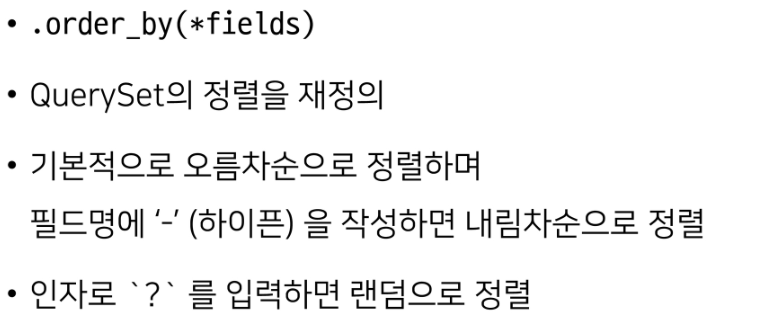 • .order_by(*fields)
• QuerySet의 정렬을 재정의
• 기본적으로 오름차순으로 정렬하며
필드명에 ‘-’ (하이픈) 을 작성하면 내림차순으로 정렬
• 인자로 `?` 를 입력하면 랜덤으로 정렬